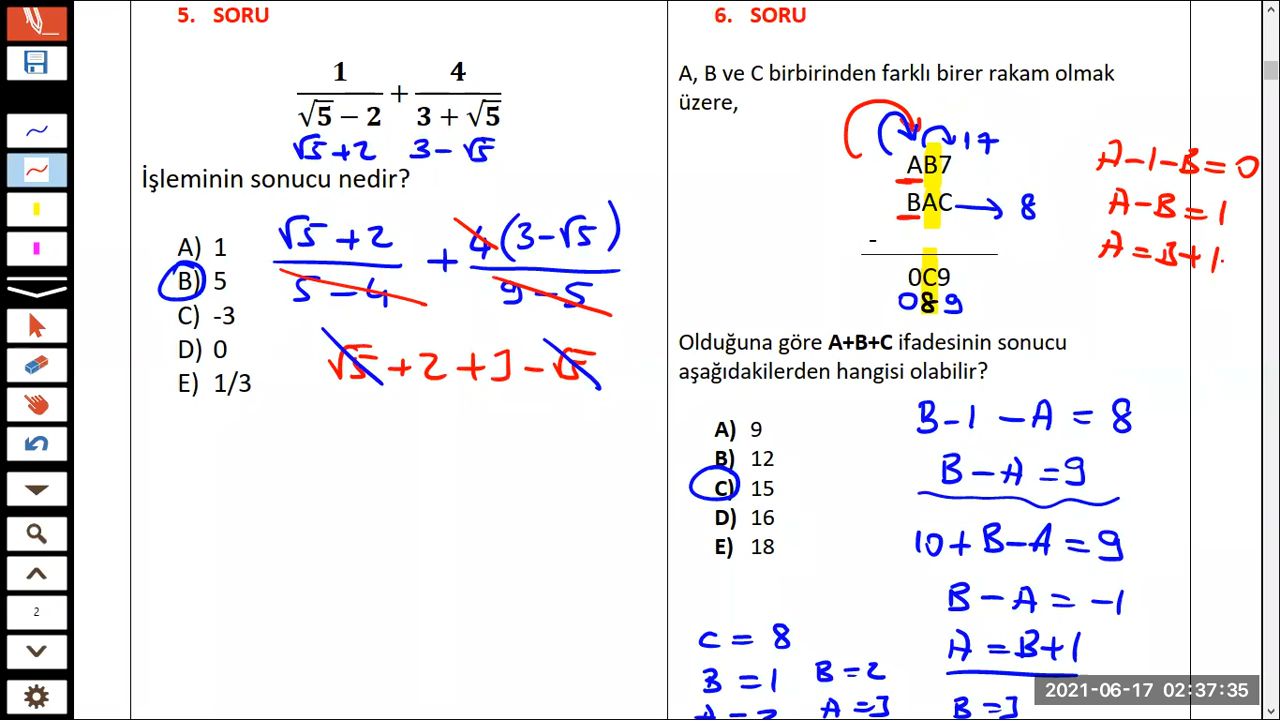 5. SORU
1/(√5 − 2) + 4/(3 + √5)
√5+2 3−√5
İşleminin sonucu nedir?
A) 1
B) 5
C) -3
D) 0
E) 1/3
(√5+2)/(5−4) + 4(3−√5)/(9−5)
√5+2+3−√5
6. SORU
A, B ve C birbirinden farklı birer rakam olmak
üzere,
17
AB7
BAC → 8
-
0C9
089
A−1−B=0
A−B=1
A=B+1
Olduğuna göre A+B+C ifadesinin sonucu
aşağıdakilerden hangisi olabilir?
A) 9
B) 12
C) 15
D) 16
E) 18
B−1−A=8
B−A=9
10+B−A=9
B−A=−1
A=B+1
B=3
C=8
B=1
B=2
A=3
2
2021-06-17 02:37:35